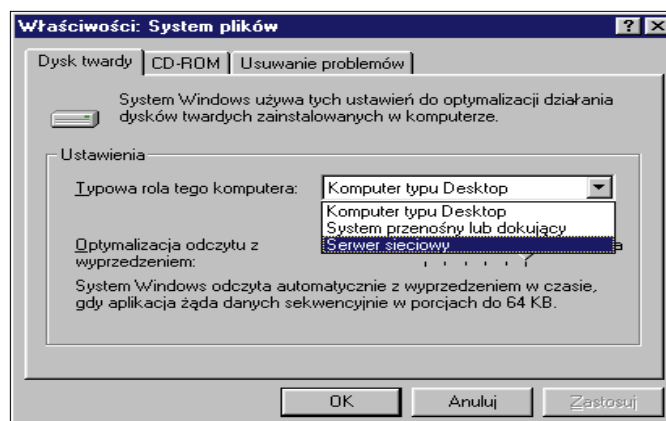 Właściwości: System plików
Dysk twardy CD-ROM Usuwanie problemów
System Windows używa tych ustawień do optymalizacji działania
dysków twardych zainstalowanych w komputerze.
Ustawienia
Typowa rola tego komputera: Komputer typu Desktop
Komputer typu Desktop
System przenośny lub dokujący
Serwer sieciowy
Optymalizacja odczytu z
wyprzedzeniem:
System Windows odczyta automatycznie z wyprzedzeniem w czasie,
gdy aplikacja żąda danych sekwencyjnie w porcjach do 64 KB.
OK Anuluj Zastosuj